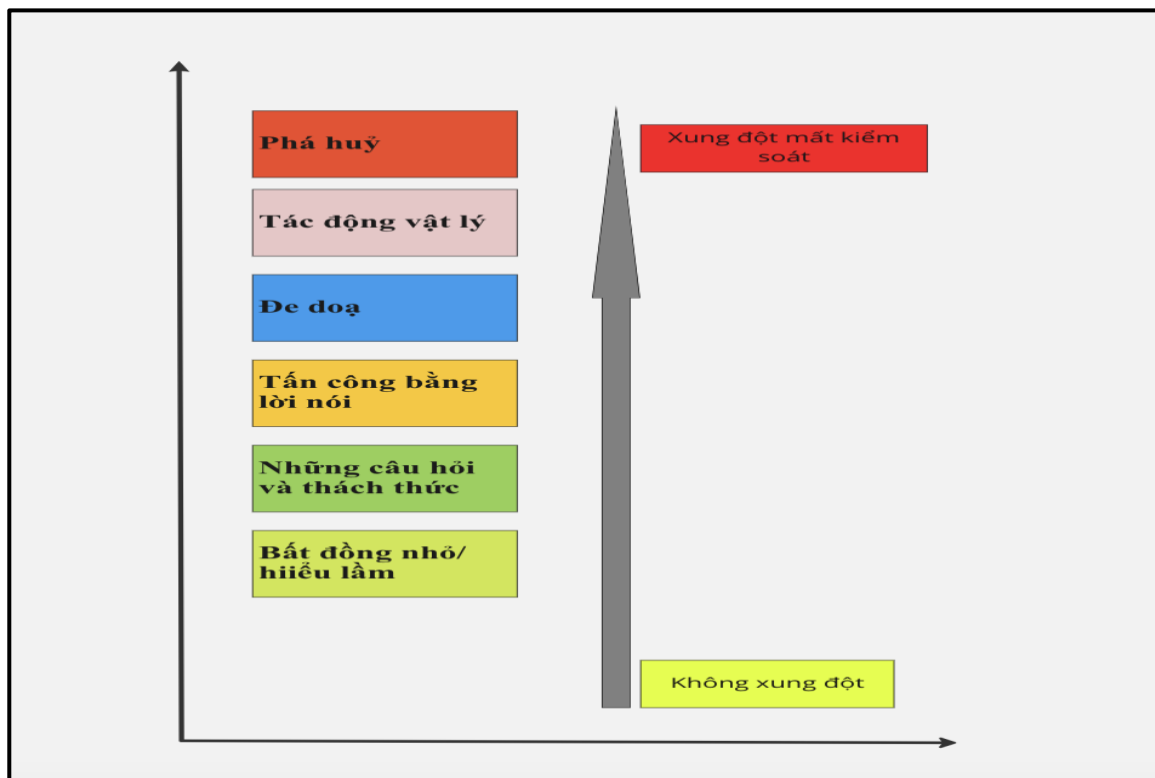 Phá huỷ
Xung đột mất kiểm
soát
Tác động vật lý
Đe doạ
Tấn công bằng
lời nói
Những câu hỏi
và thách thức
Bất đồng nhỏ/
hiiểu lầm
Không xung đột